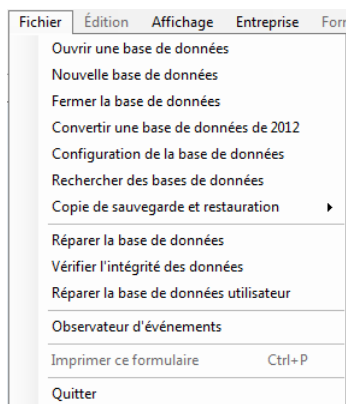 Fichier Édition Affichage Entreprise
Ouvrir une base de données
Nouvelle base de données
Fermer la base de données
Convertir une base de données de 2012
Configuration de la base de données
Rechercher des bases de données
Copie de sauvegarde et restauration
Réparer la base de données
Vérifier l'intégrité des données
Réparer la base de données utilisateur
Observateur d'événements
Imprimer ce formulaire Ctrl+P
Quitter